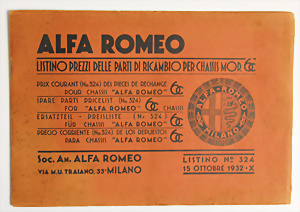 ALFA ROMEO
LISTINO PREZZI DELLE PARTI DI RICAMBIO PER CHASSIS MOR 6C
PRIX COURANT (No. 324) DES PIECES DE RECHANGE
POUR CHASSIS "ALFA ROMEO" 6C
SPARE PARTS PRICELIST (No. 324)
FOR "ALFA ROMEO" 6C CHASSIS
ERSATZTEIL - PREISLISTE (Nr 324)
FÜR CHASSIS "ALFA ROMEO" 6C
PRECIO CORRIENTE (No 324) DE LOS REPUESTOS
PARA CHASSIS "ALFA ROMEO" 6C
ALFA-ROMEO
MILANO
Soc. An. ALFA ROMEO
VIA M. U. TRAIANO, 33-MILANO
LISTING No 324
15 OTTOBRE 1932-X